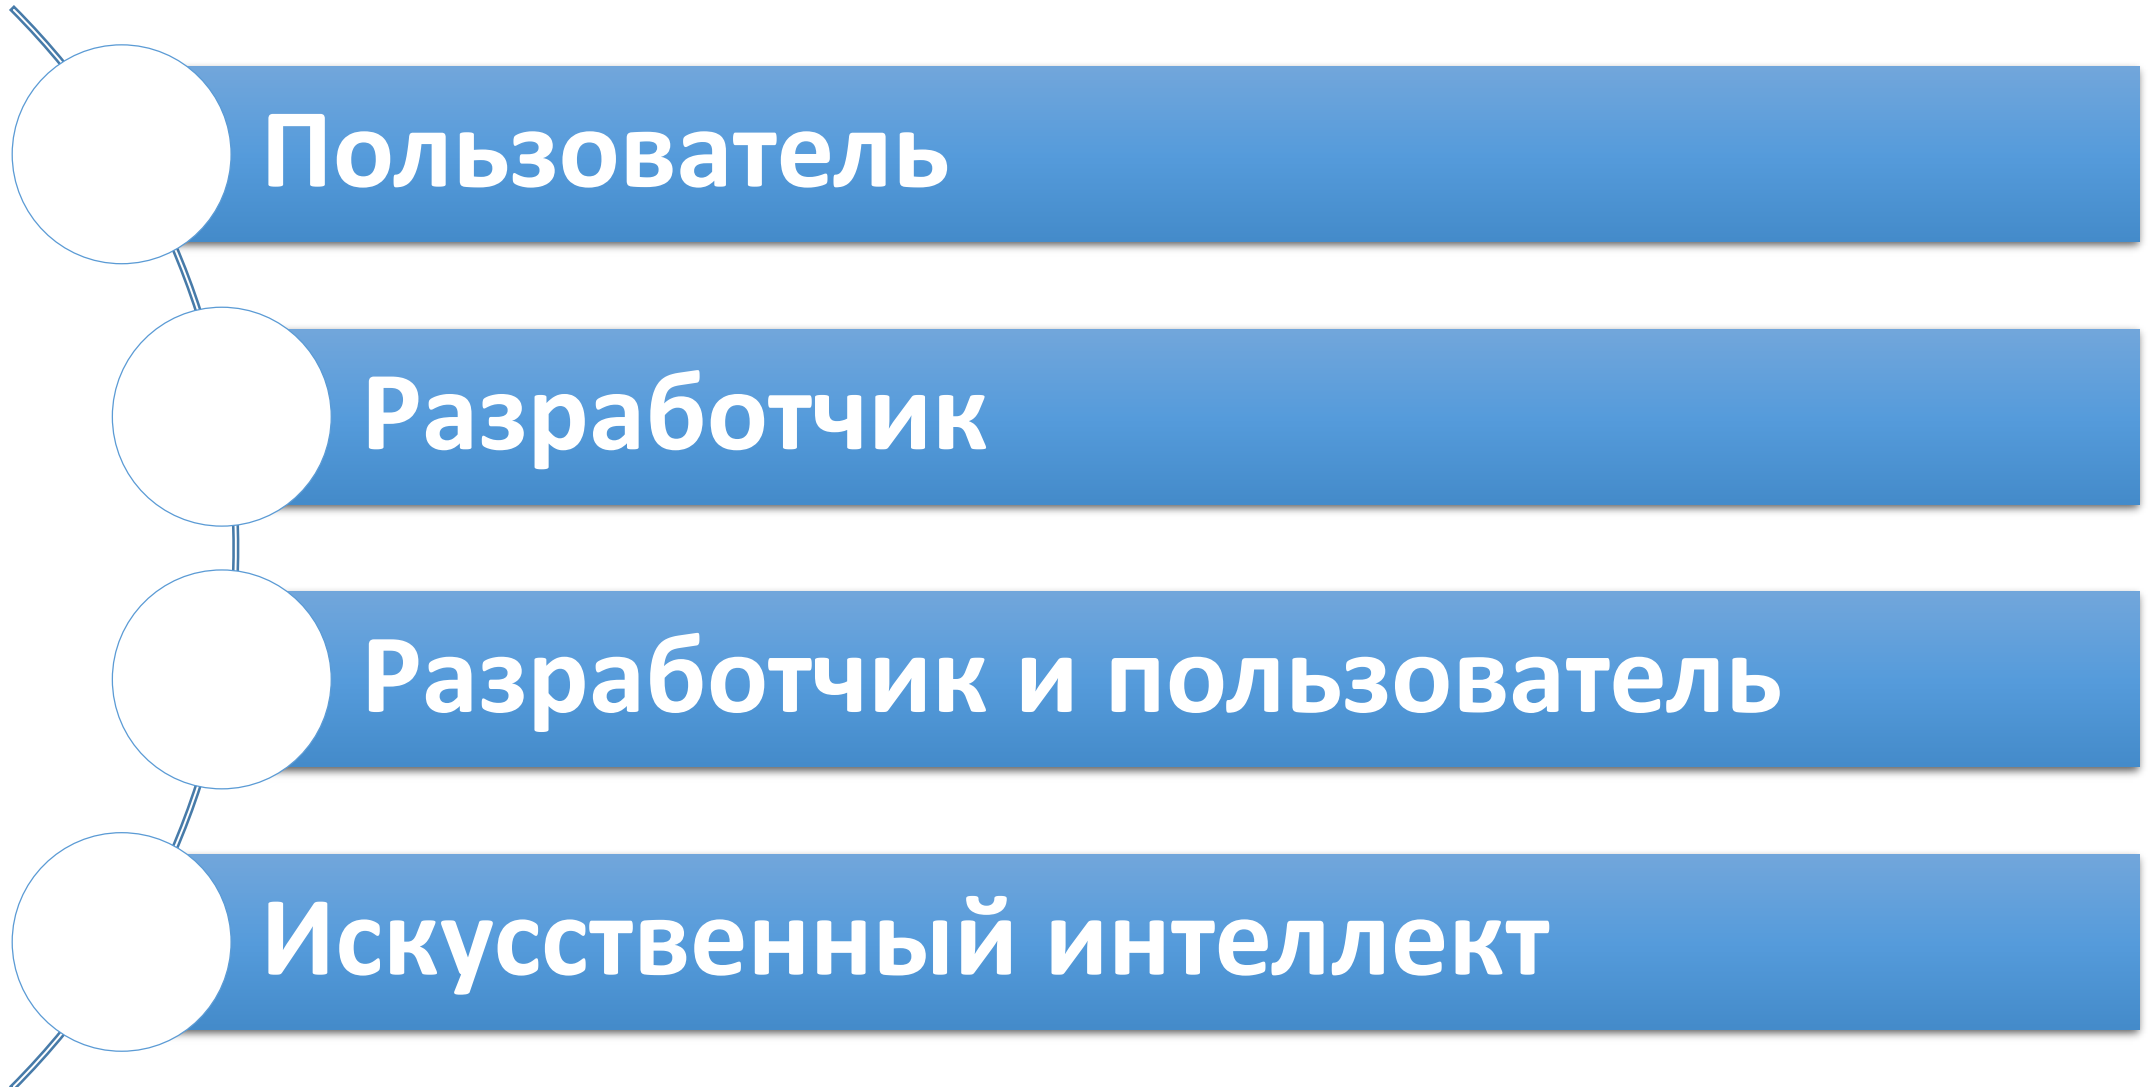 Пользователь
Разработчик
Разработчик и пользователь
Искусственный интеллект